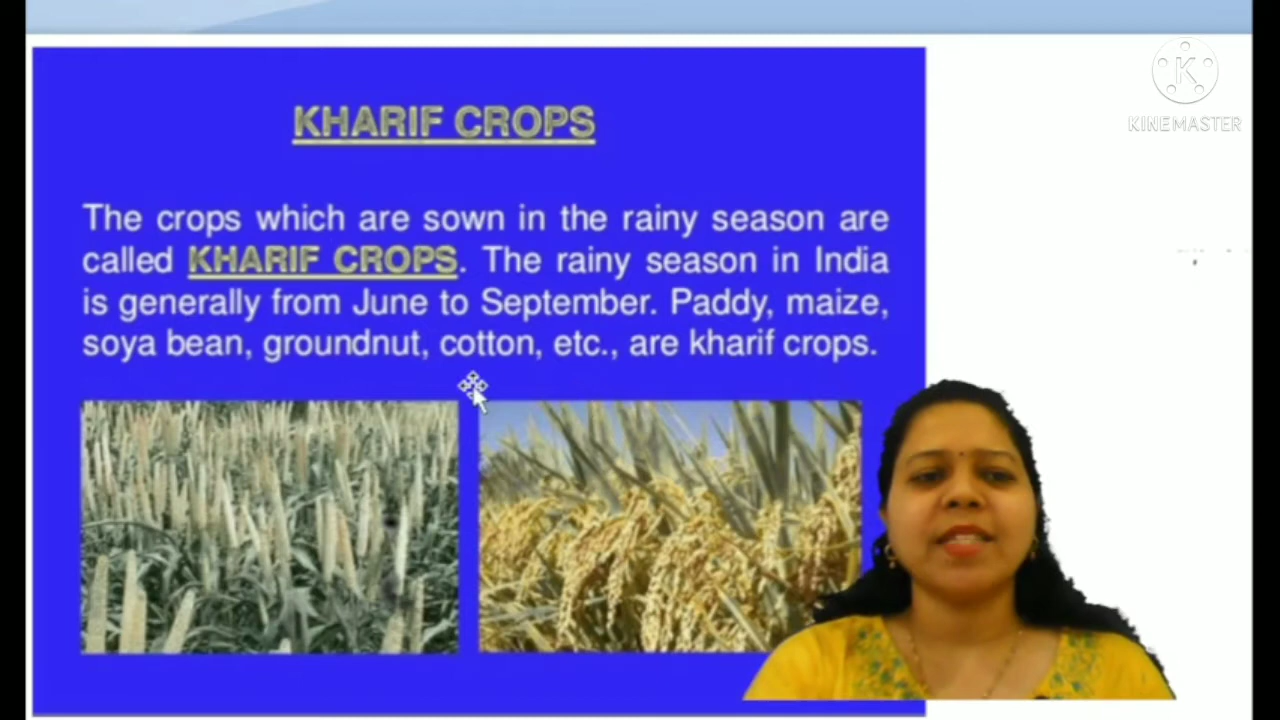 KHARIF CROPS
The crops which are sown in the rainy season are
called KHARIF CROPS. The rainy season in India
is generally from June to September. Paddy, maize,
soya bean, groundnut, cotton, etc., are kharif crops.
K
KINEMASTER